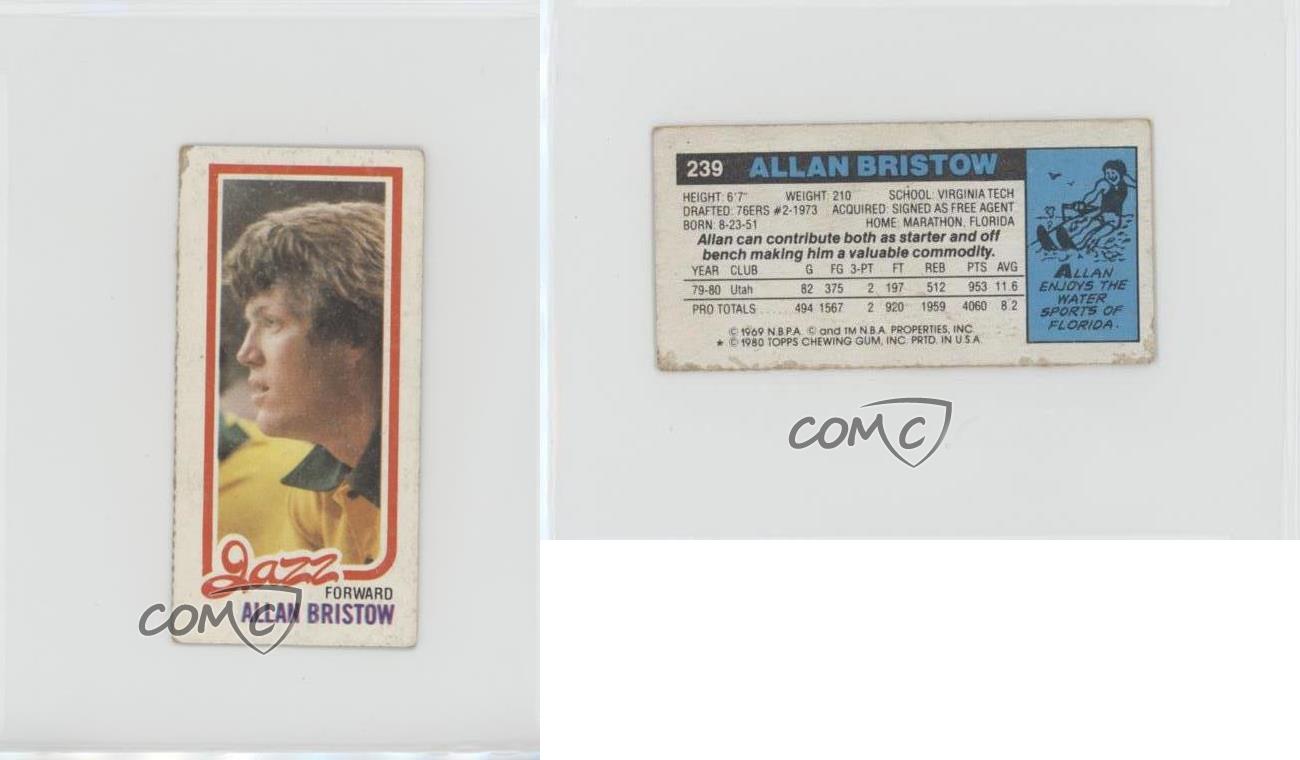 Jazz
FORWARD
ALLAN BRISTOW
COMC
239 ALLAN BRISTOW
HEIGHT: 6'7" WEIGHT: 210 SCHOOL: VIRGINIA TECH
DRAFTED: 76ERS #2-1973 ACQUIRED: SIGNED AS FREE AGENT
BORN: 8-23-51 HOME: MARATHON, FLORIDA
Allan can contribute both as starter and off
bench making him a valuable commodity.
YEAR CLUB G FG 3-PT FT REB PTS AVG
79-80 Utah 82 375 2 197 512 953 11.6
PRO TOTALS ..... 494 1567 2 920 1959 4060 8.2
© 1969 N.B.P.A. © and TM N.B.A. PROPERTIES, INC.
★ © 1980 TOPPS CHEWING GUM, INC. PRTD. IN U.S.A.
ALLAN
ENJOYS THE
WATER
SPORTS OF
FLORIDA.
COMC